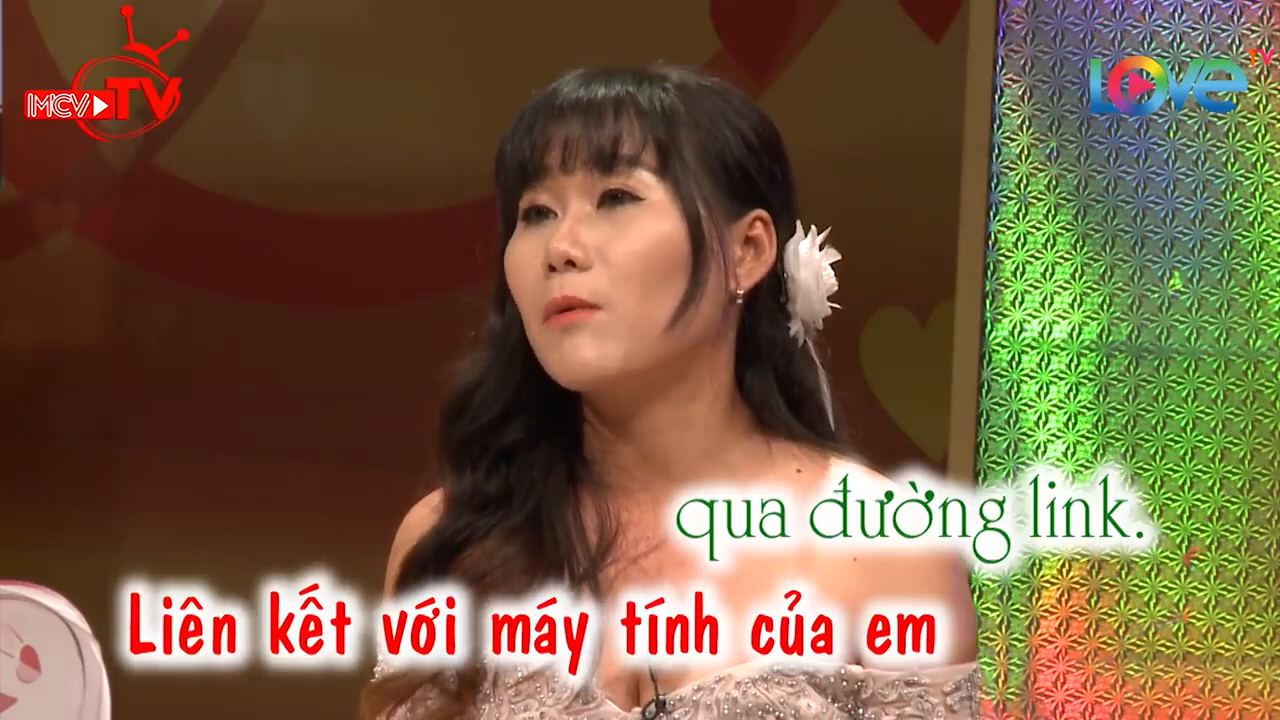 IMCV TV
LOVE TV
qua đường link.
Liên kết với máy tính của em